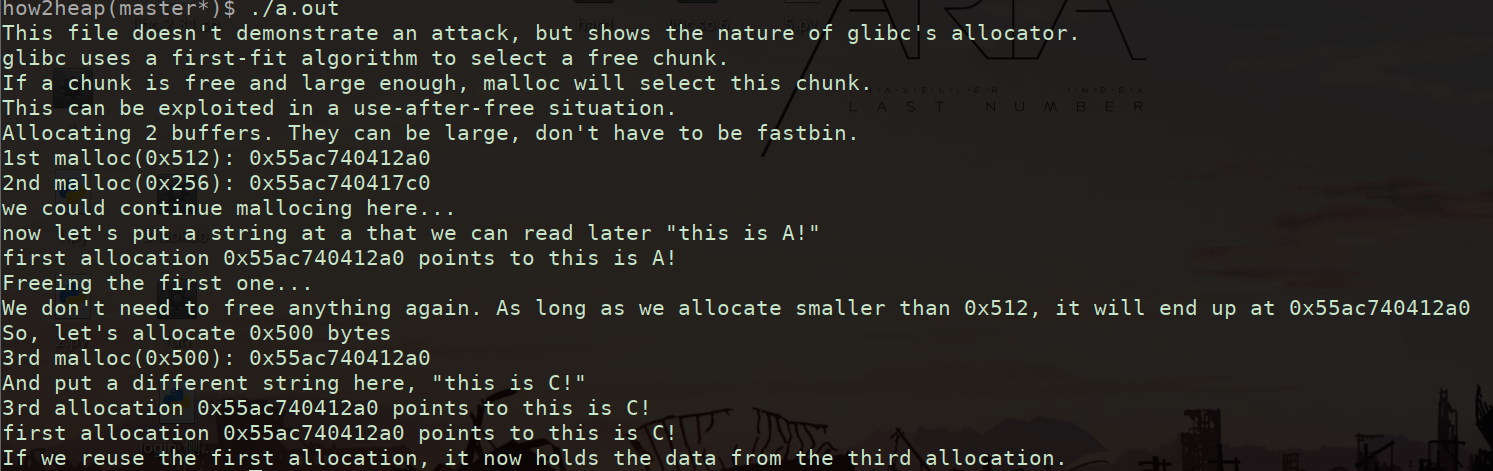 how2heap(master*)$ ./a.out
This file doesn't demonstrate an attack, but shows the nature of glibc's allocator.
glibc uses a first-fit algorithm to select a free chunk.
If a chunk is free and large enough, malloc will select this chunk.
This can be exploited in a use-after-free situation.
Allocating 2 buffers. They can be large, don't have to be fastbin.
1st malloc(0x512): 0x55ac740412a0
2nd malloc(0x256): 0x55ac740417c0
we could continue mallocing here...
now let's put a string at a that we can read later "this is A!"
first allocation 0x55ac740412a0 points to this is A!
Freeing the first one...
We don't need to free anything again. As long as we allocate smaller than 0x512, it will end up at 0x55ac740412a0
So, let's allocate 0x500 bytes
3rd malloc(0x500): 0x55ac740412a0
And put a different string here, "this is C!"
3rd allocation 0x55ac740412a0 points to this is C!
first allocation 0x55ac740412a0 points to this is C!
If we reuse the first allocation, it now holds the data from the third allocation.
LAST NUMBER